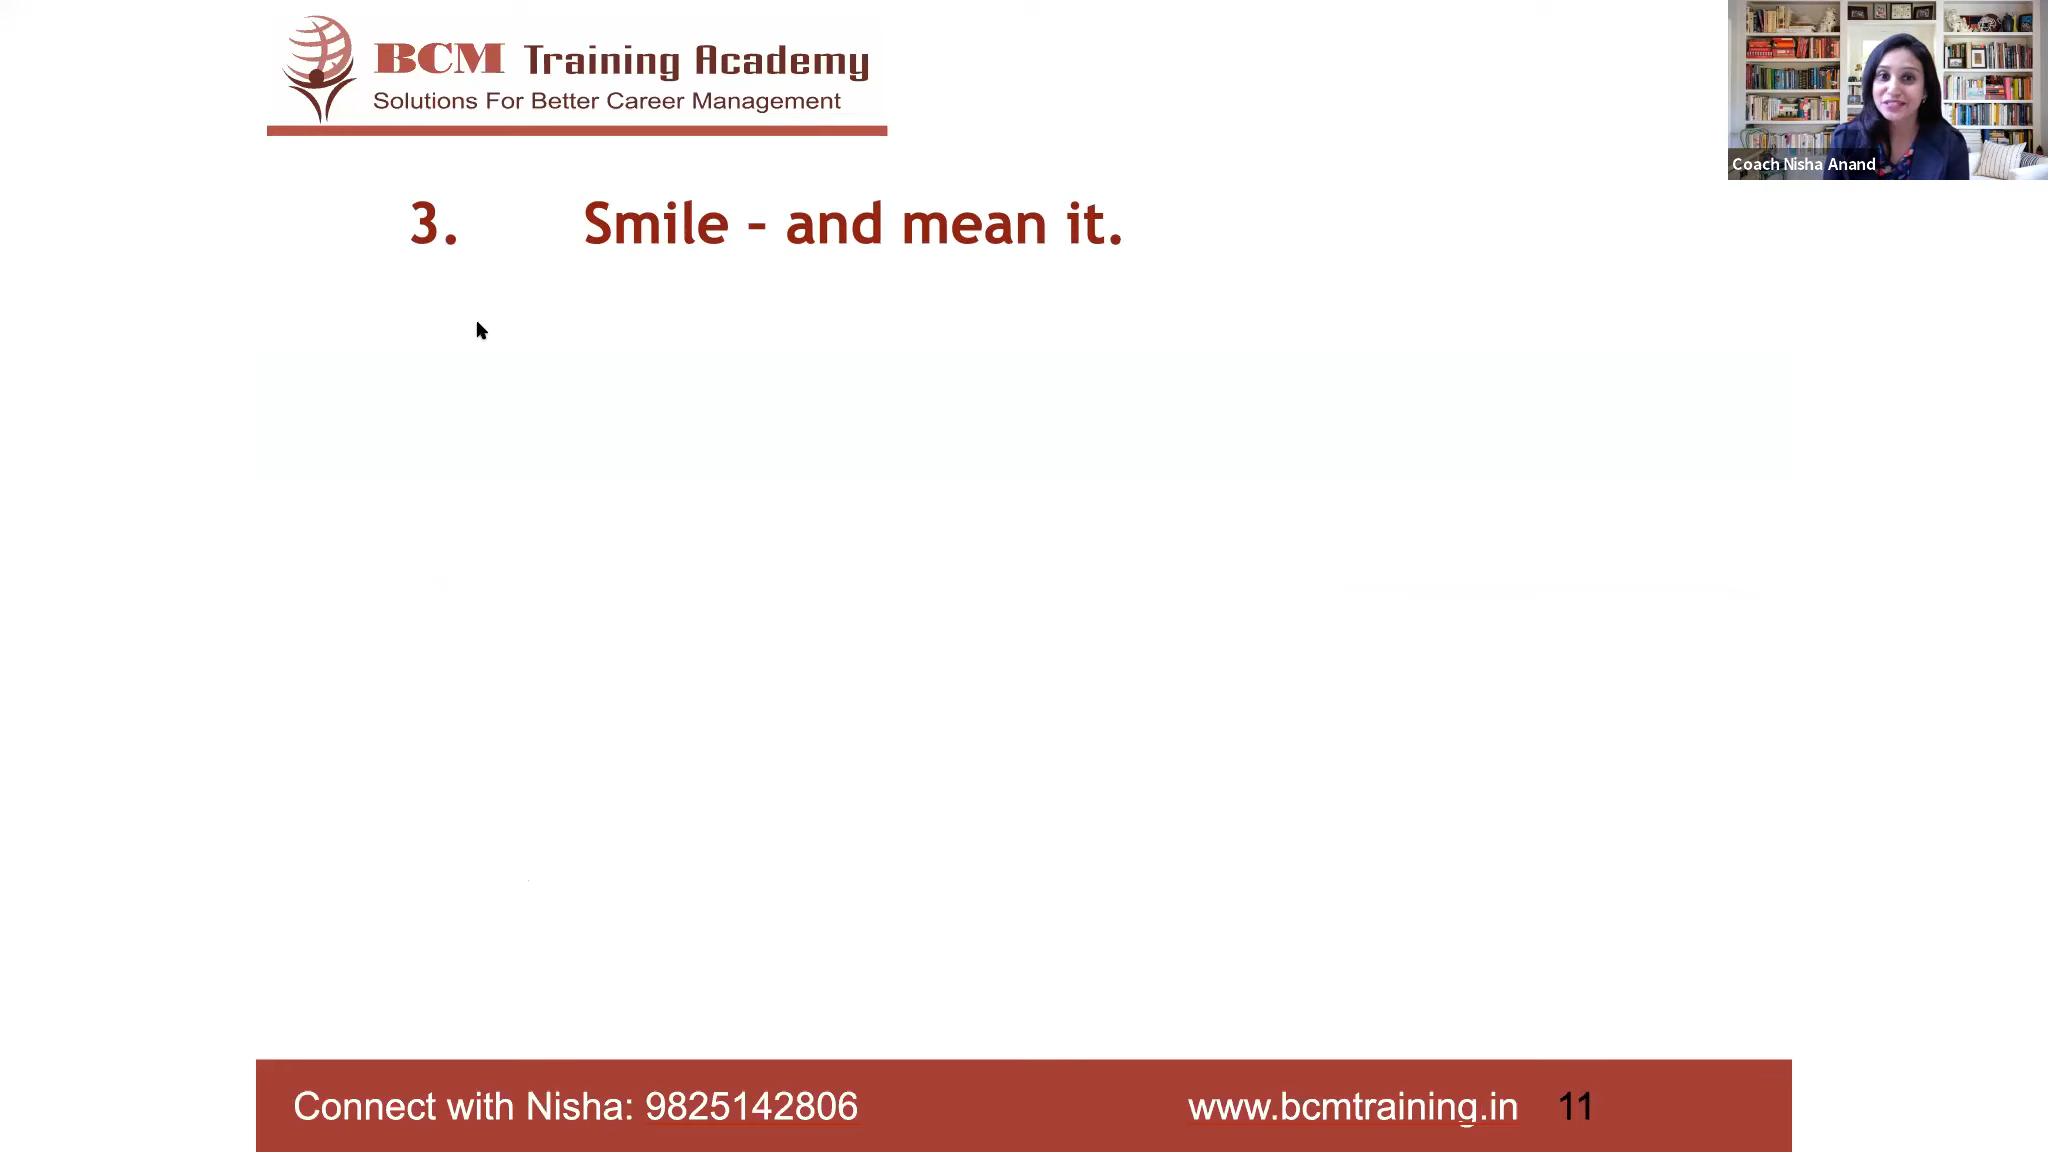 BCM Training Academy
Solutions For Better Career Management
Coach Nisha Anand
3. Smile - and mean it.
Connect with Nisha: 9825142806 www.bcmtraining.in 11